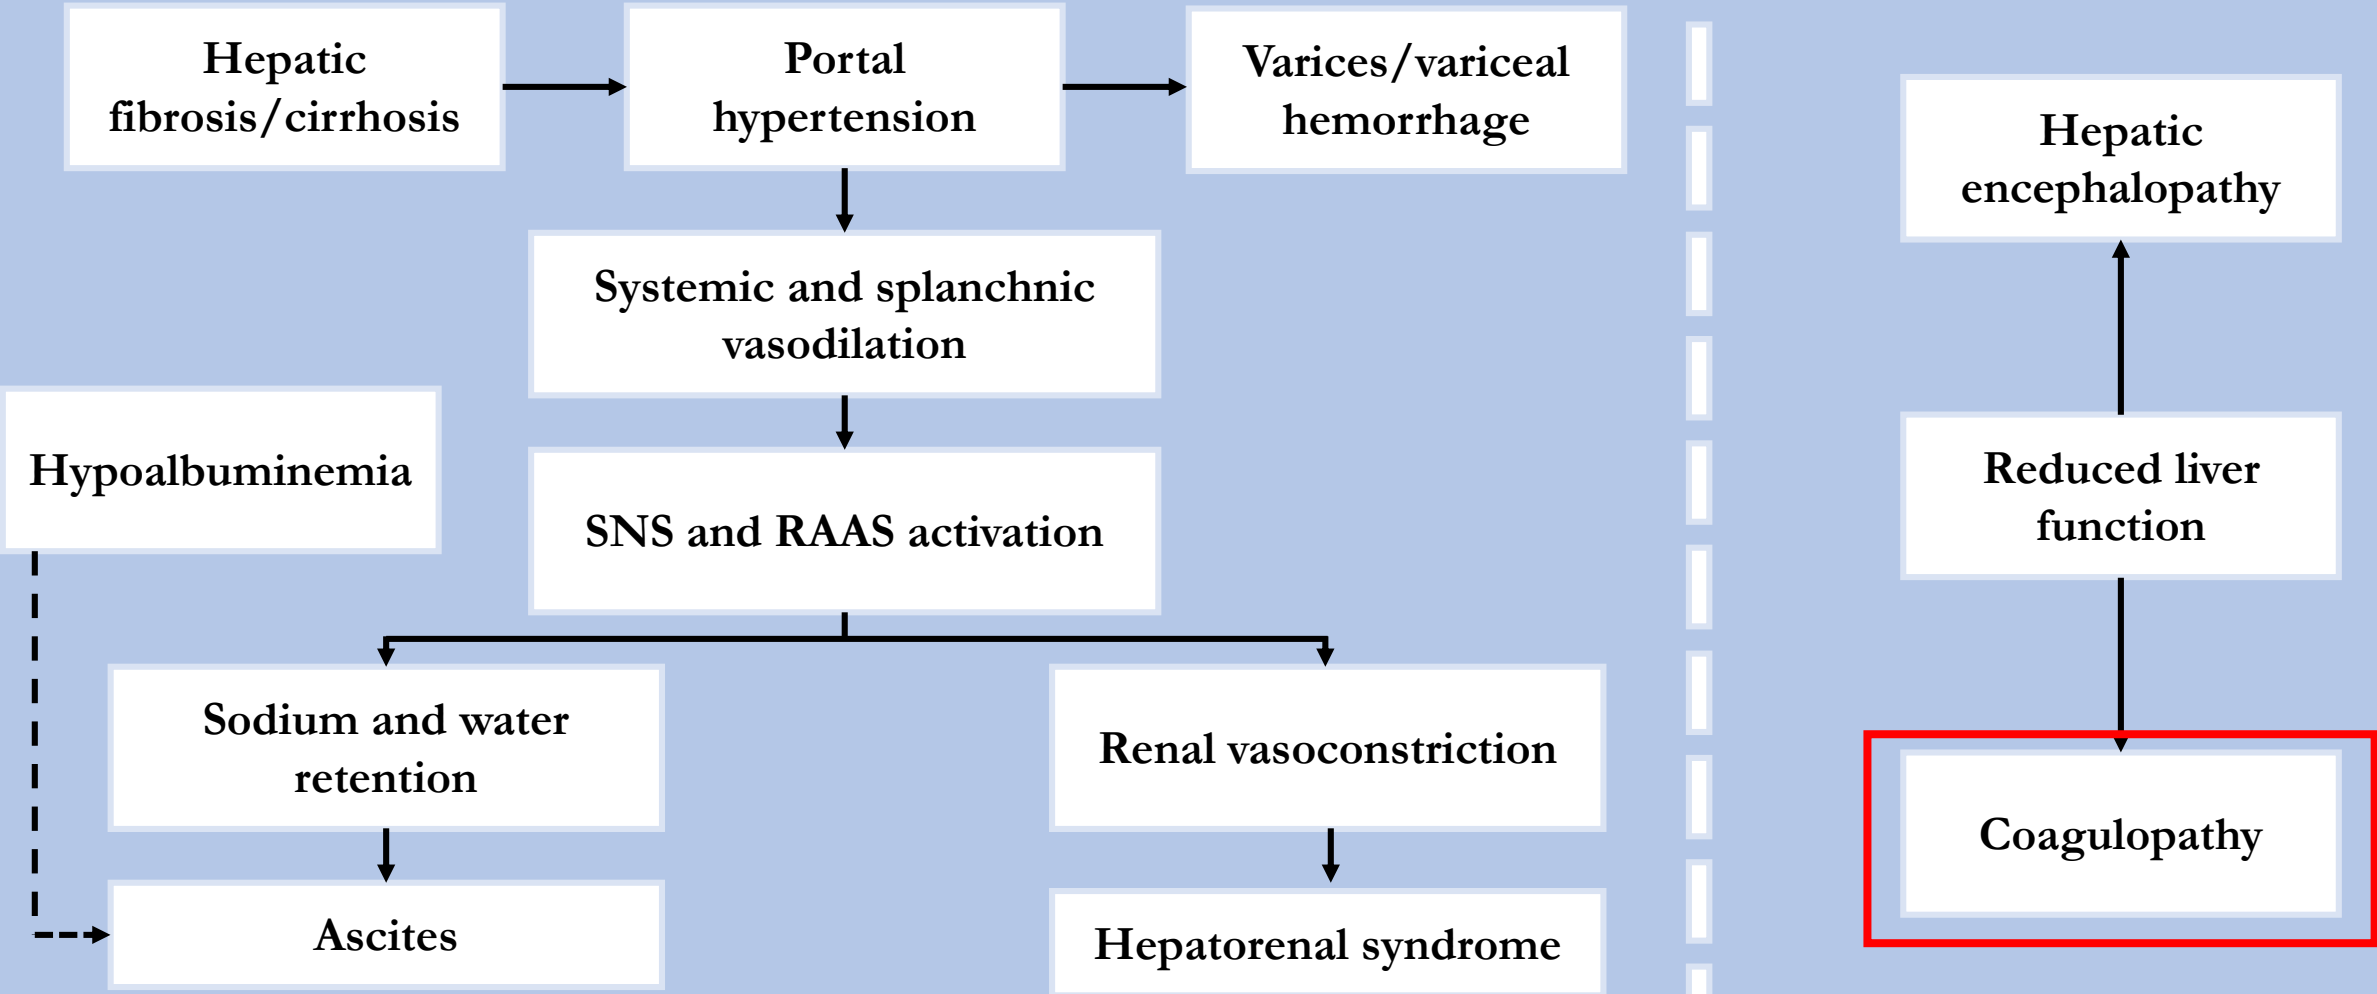 Hepatic
fibrosis/cirrhosis
Portal
hypertension
Varices/variceal
hemorrhage
Systemic and splanchnic
vasodilation
Hypoalbuminemia
SNS and RAAS activation
Sodium and water
retention
Renal vasoconstriction
Ascites
Hepatorenal syndrome
Hepatic
encephalopathy
Reduced liver
function
Coagulopathy